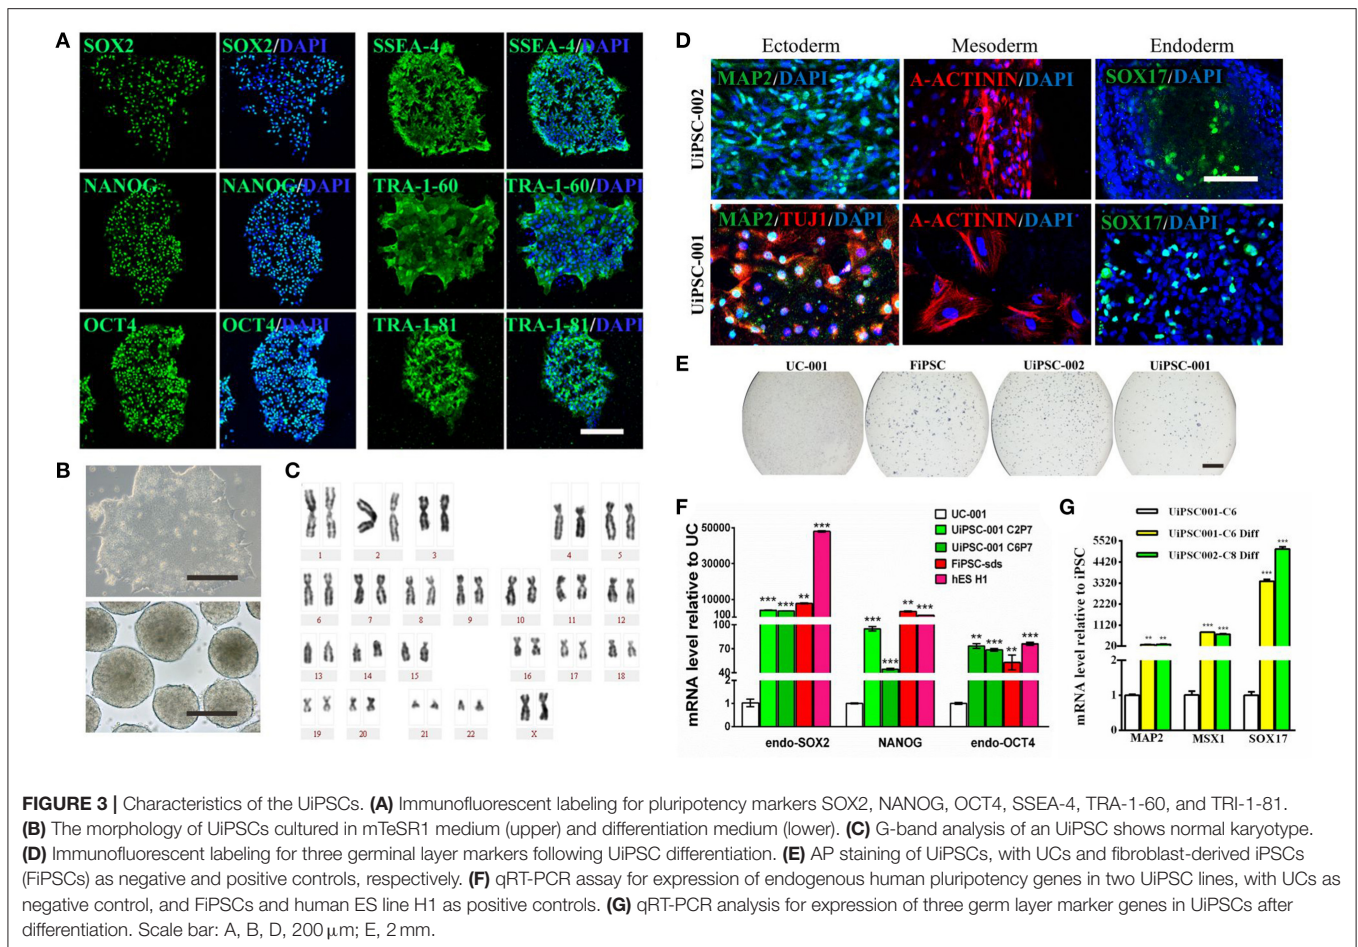 A
SOX2
SOX2/DAPI
SSEA-4
SSEA-4/DAPI
NANOG
NANOG/DAPI
TRA-1-60
TRA-1-60/DAPI
OCT4
OCT4/DAPI
TRA-1-81
TRA-1-81/DAPI
B
C
1 2 3 4 5
6 7 8 9 10 11 12
13 14 15 16 17 18
19 20 21 22 X
D
Ectoderm Mesoderm Endoderm
UiPSC-002
MAP2/DAPI
A-ACTININ/DAPI
SOX17/DAPI
UiPSC-001
MAP2/TUJ1/DAPI
A-ACTININ/DAPI
SOX17/DAPI
E
UC-001 FiPSC UiPSC-002 UiPSC-001
F
mRNA level relative to UC
50000
10000
100
100
70
40
2
1
0
UC-001
UiPSC-001 C2P7
UiPSC-001 C6P7
FiPSC-sds
hES H1
*** *** ** ***
*** *** ** ***
** *** ** ***
endo-SOX2 NANOG endo-OCT4
G
mRNA level relative to iPSC
UiPSC001-C6
UiPSC001-C6 Diff
UiPSC002-C8 Diff
5520
3320
2220
1120
20
2
1
0
** **
*** ***
*** ***
MAP2 MSX1 SOX17
FIGURE 3 | Characteristics of the UiPSCs. (A) Immunofluorescent labeling for pluripotency markers SOX2, NANOG, OCT4, SSEA-4, TRA-1-60, and TRI-1-81.
(B) The morphology of UiPSCs cultured in mTeSR1 medium (upper) and differentiation medium (lower). (C) G-band analysis of an UiPSC shows normal karyotype.
(D) Immunofluorescent labeling for three germinal layer markers following UiPSC differentiation. (E) AP staining of UiPSCs, with UCs and fibroblast-derived iPSCs
(FiPSCs) as negative and positive controls, respectively. (F) qRT-PCR assay for expression of endogenous human pluripotency genes in two UiPSC lines, with UCs as
negative control, and FiPSCs and human ES line H1 as positive controls. (G) qRT-PCR analysis for expression of three germ layer marker genes in UiPSCs after
differentiation. Scale bar: A, B, D, 200 μm; E, 2 mm.